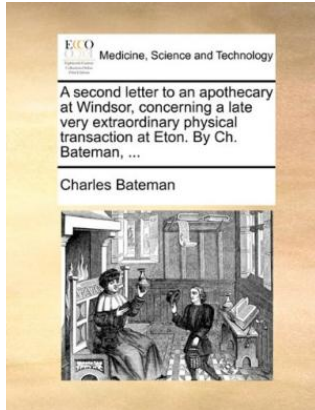 ECCO
Medicine, Science and Technology
A second letter to an apothecary
at Windsor, concerning a late
very extraordinary physical
transaction at Eton. By Ch.
Bateman, ...
Charles Bateman